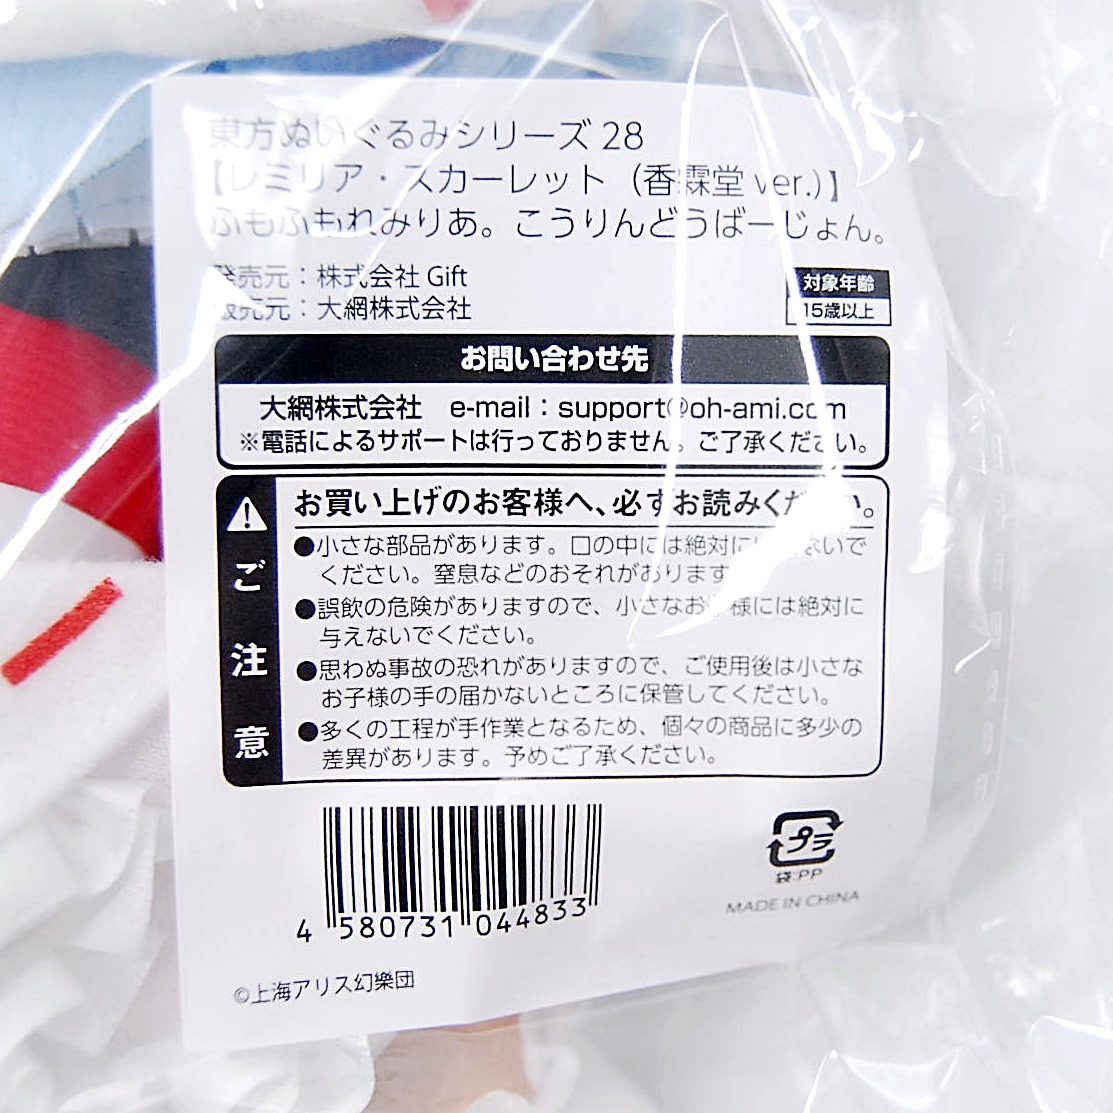 東方ぬいぐるみシリーズ 28
【レミリア・スカーレット（香霖堂 ver.）】
ふもふもれみりあ。こうりんどうばーじょん。
発売元：株式会社 Gift
販売元：大網株式会社
対象年齢
15歳以上
お問い合わせ先
大網株式会社　e-mail：support@oh-ami.com
※電話によるサポートは行っておりません。ご了承ください。
ご注意
お買い上げのお客様へ、必ずお読みください。
●小さな部品があります。口の中には絶対に いで
ください。窒息などのおそれがあります
●誤飲の危険がありますので、小さなお子様には絶対に
与えないでください。
●思わぬ事故の恐れがありますので、ご使用後は小さな
お子様の手の届かないところに保管してください。
●多くの工程が手作業となるため、個々の商品に多少の
差異があります。予めご了承ください。
4 580731 044833
プラ
袋:PP
MADE IN CHINA
©上海アリス幻樂団